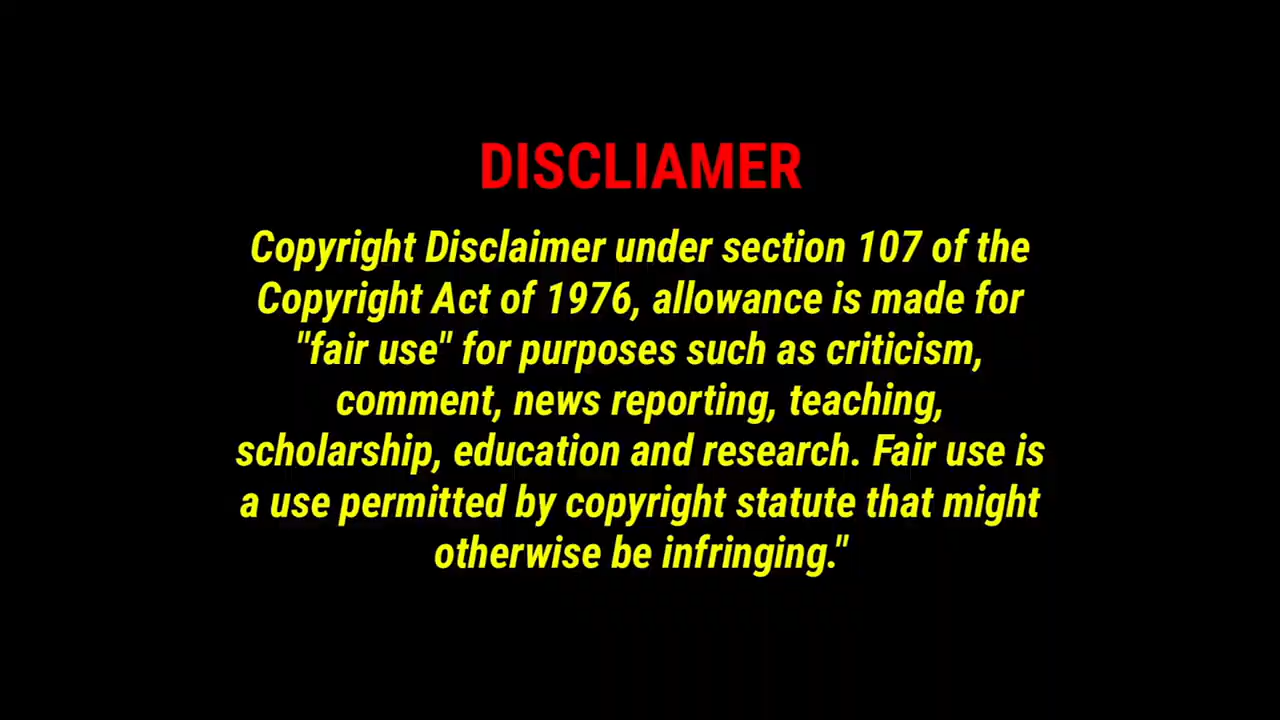 DISCLIAMER
Copyright Disclaimer under section 107 of the
Copyright Act of 1976, allowance is made for
"fair use" for purposes such as criticism,
comment, news reporting, teaching,
scholarship, education and research. Fair use is
a use permitted by copyright statute that might
otherwise be infringing."